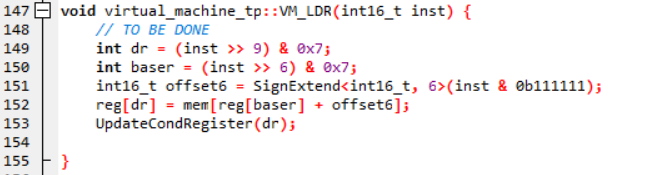 147 void virtual_machine_tp::VM_LDR(int16_t inst) {
148     // TO BE DONE
149     int dr = (inst >> 9) & 0x7;
150     int baser = (inst >> 6) & 0x7;
151     int16_t offset6 = SignExtend<int16_t, 6>(inst & 0b111111);
152     reg[dr] = mem[reg[baser] + offset6];
153     UpdateCondRegister(dr);
154
155 }